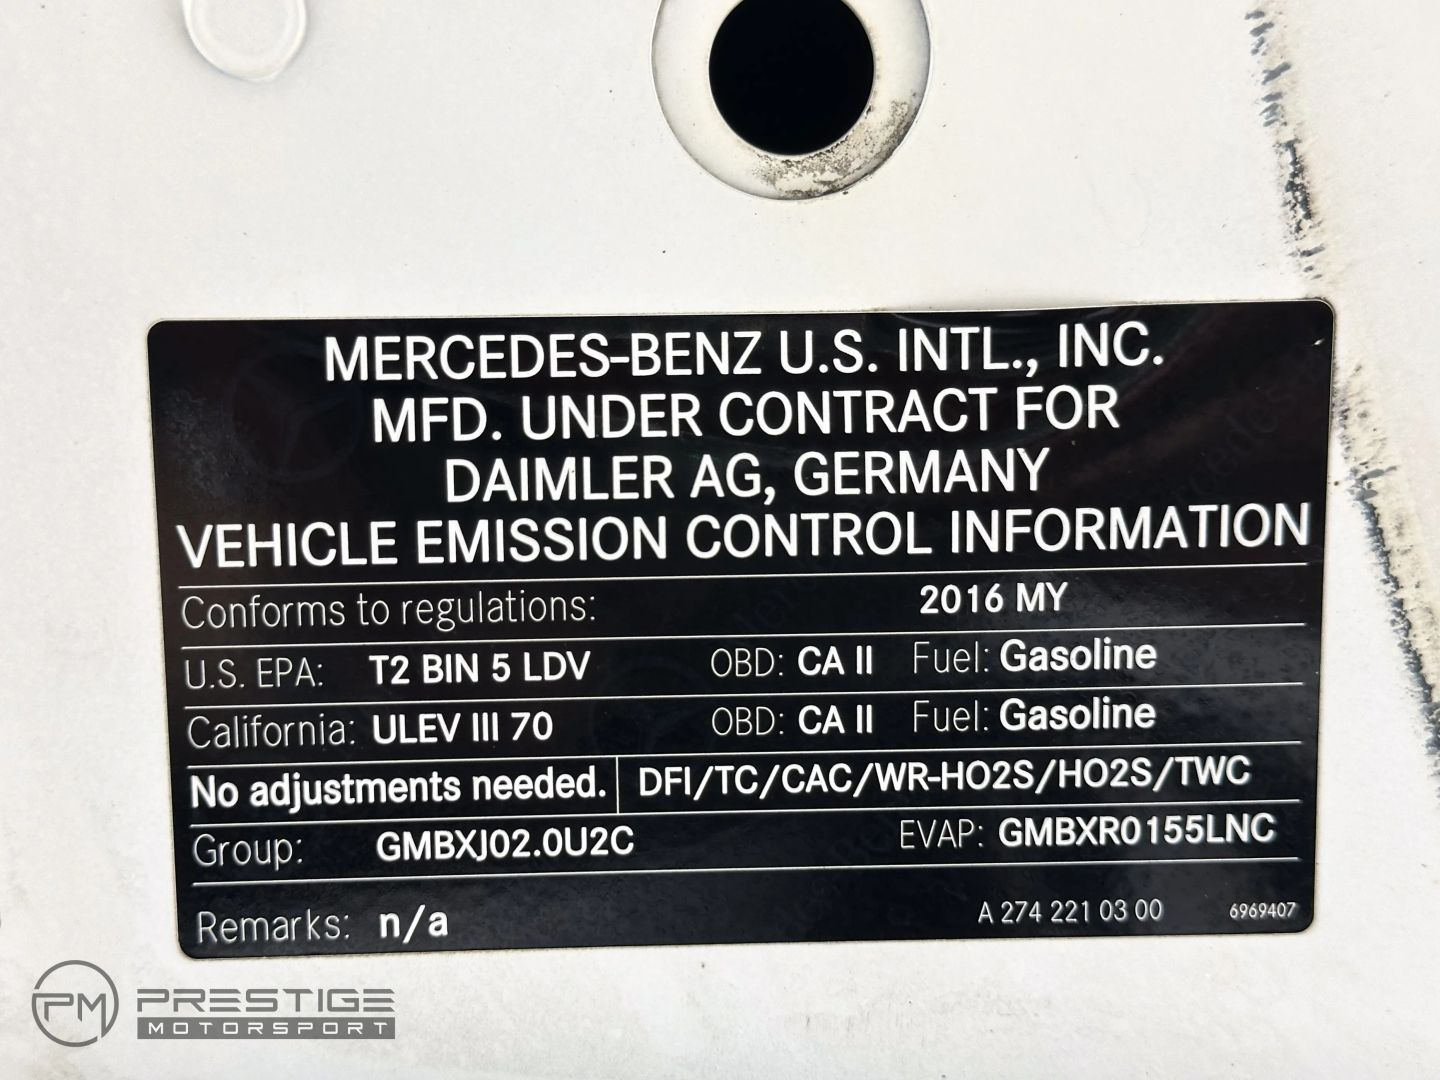 MERCEDES-BENZ U.S. INTL., INC.
MFD. UNDER CONTRACT FOR
DAIMLER AG, GERMANY
VEHICLE EMISSION CONTROL INFORMATION
Conforms to regulations: 2016 MY
U.S. EPA: T2 BIN 5 LDV OBD: CA II Fuel: Gasoline
California: ULEV III 70 OBD: CA II Fuel: Gasoline
No adjustments needed. DFI/TC/CAC/WR-HO2S/HO2S/TWC
Group: GMBXJ02.0U2C EVAP: GMBXR0155LNC
Remarks: n/a A 274 221 03 00 6969407
PM PRESTIGE
MOTORSPORT